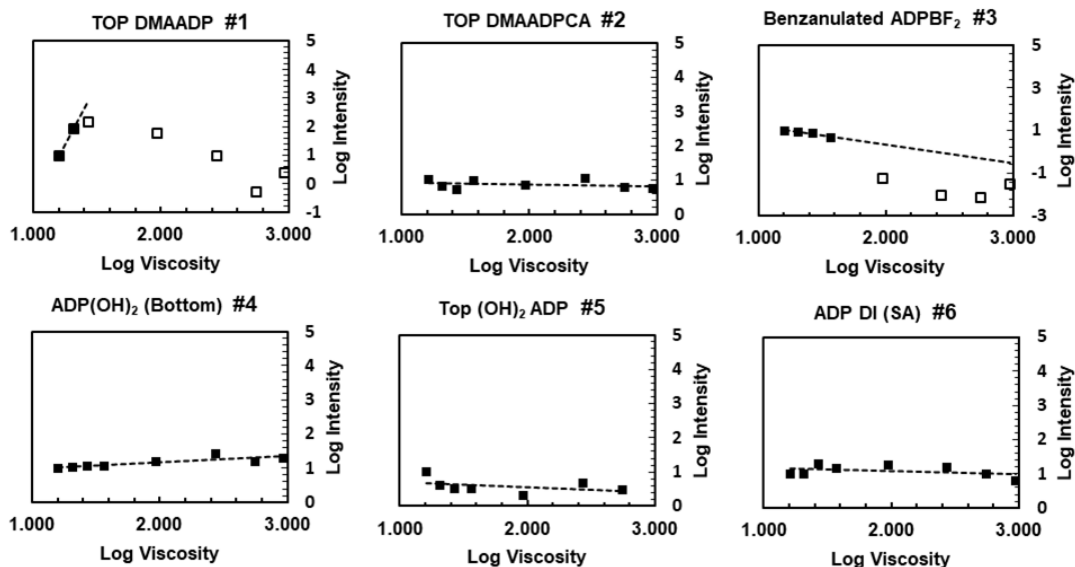 TOP DMAADP #1
5
4
3
2
1
0
-1
Log Intensity
1.000 2.000 3.000
Log Viscosity
TOP DMAADPCA #2
5
4
3
2
1
0
Log Intensity
1.000 2.000 3.000
Log Viscosity
Benzanulated ADPBF₂ #3
5
3
1
-1
-3
Log Intensity
1.000 2.000 3.000
Log Viscosity
ADP(OH)₂ (Bottom) #4
5
4
3
2
1
0
Log Intensity
1.000 2.000 3.000
Log Viscosity
Top (OH)₂ ADP #5
5
4
3
2
1
0
Log Intensity
1.000 2.000 3.000
Log Viscosity
ADP DI (SA) #6
5
4
3
2
1
0
Log Intensity
1.000 2.000 3.000
Log Viscosity